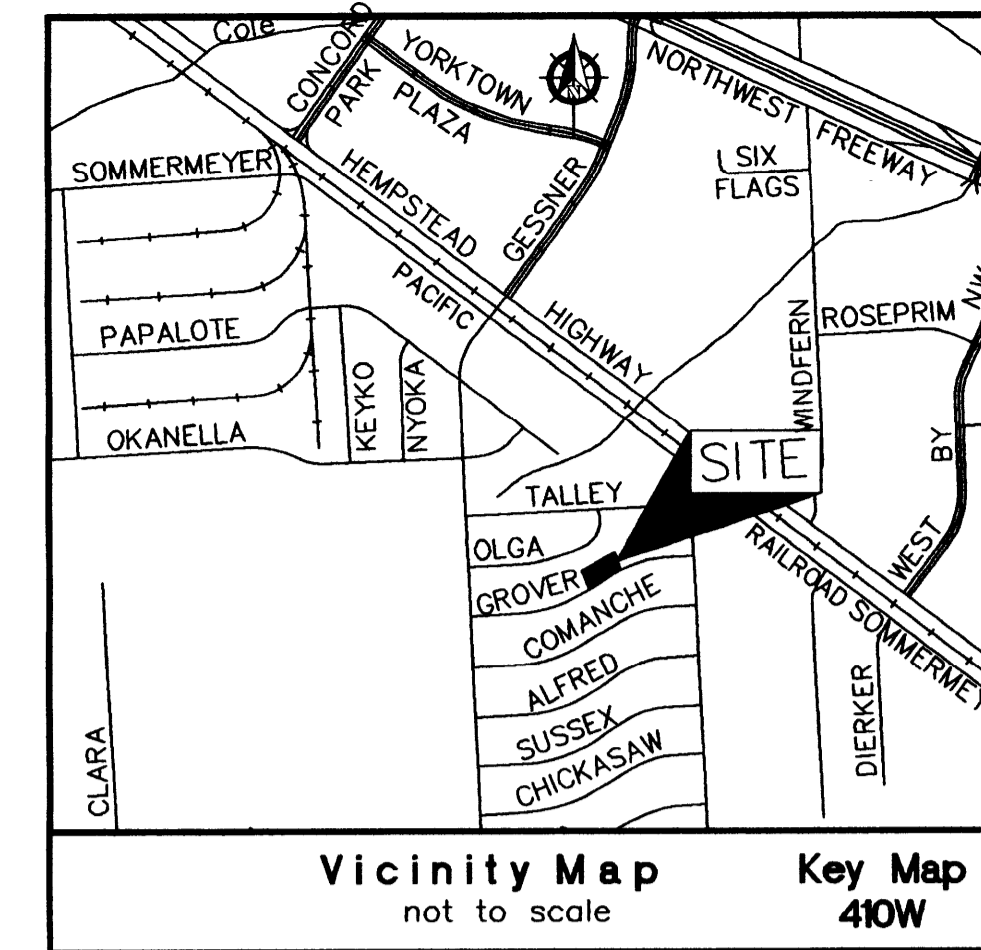 Cole
CONCORD
PARK
YORKTOWN
PLAZA
N
NORTHWEST FREEWAY
SOMMERMEYER
HEMPSTEAD HIGHWAY
GESSNER
SIX
FLAGS
PACIFIC
PAPALOTE
KEYKO
NYOKA
WINDFERN
ROSEPRIM
NW
OKANELLA
SITE
BY
WEST
TALLEY
OLGA
GROVER
COMANCHE
RAILROAD SOMMERMEY
ALFRED
SUSSEX
CHICKASAW
CLARA
DIERKER
Vicinity Map
not to scale
Key Map
410W